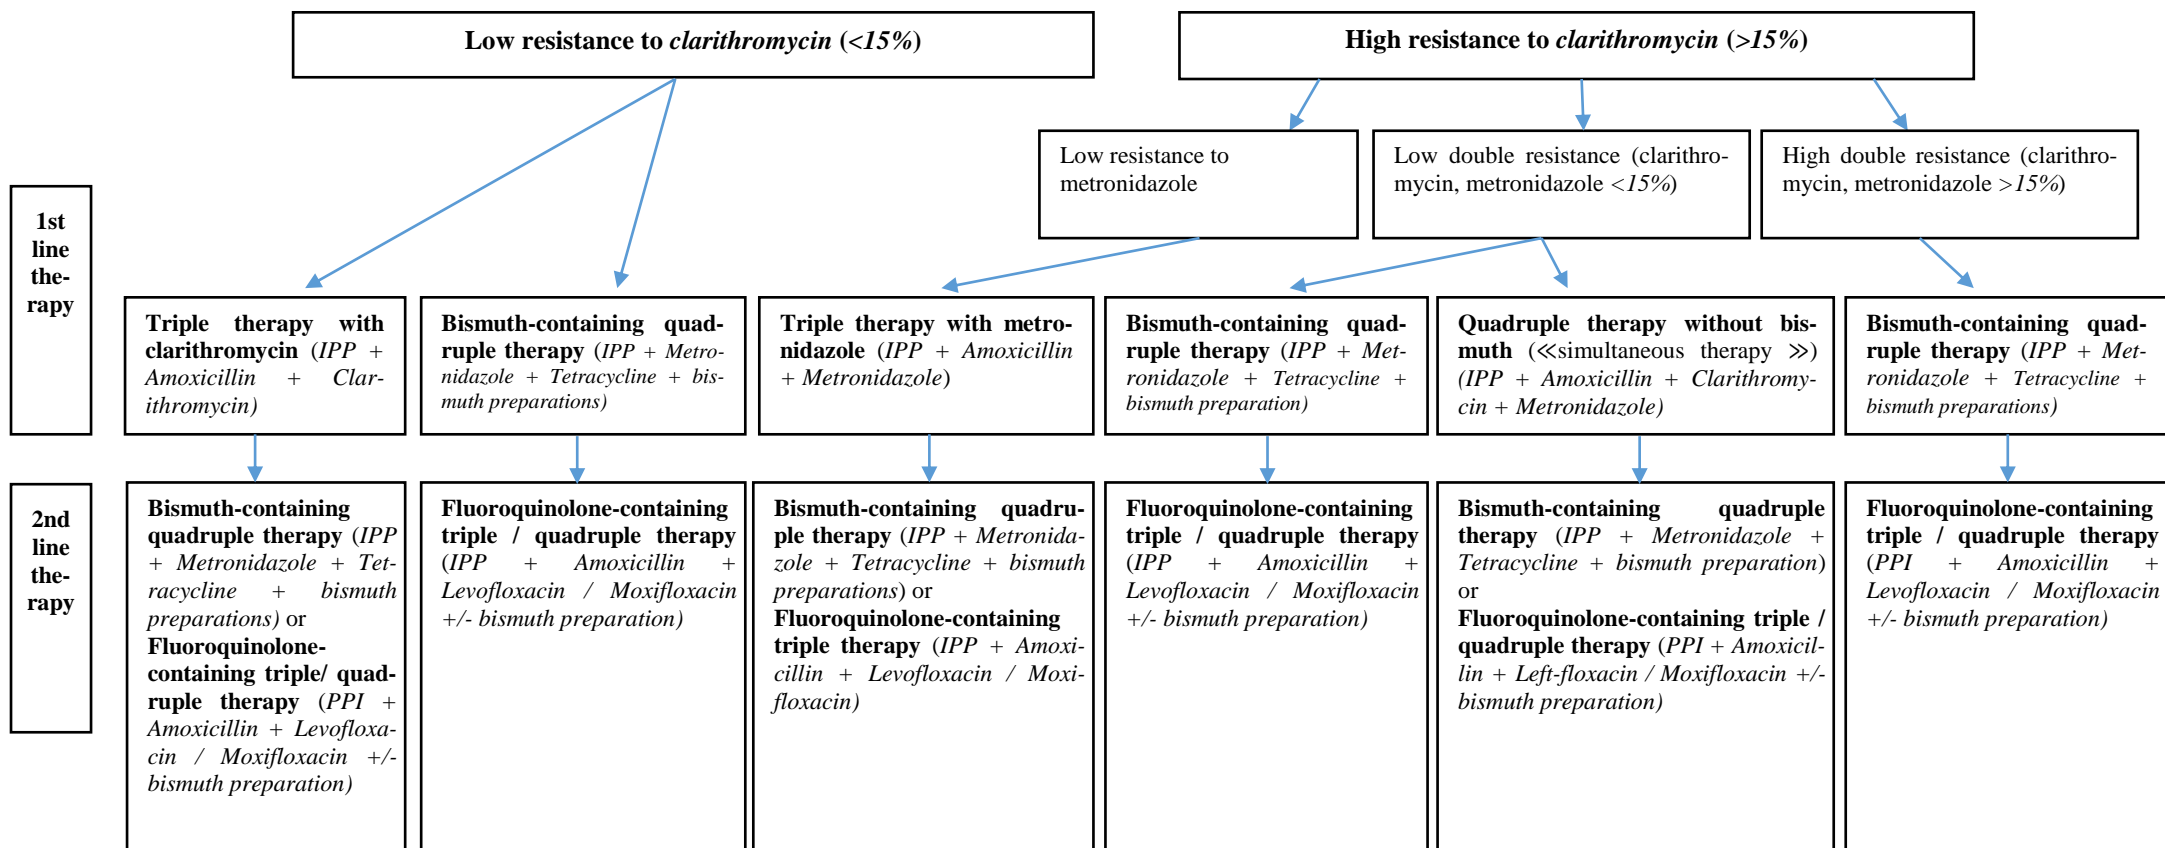 Low resistance to clarithromycin (<15%)
High resistance to clarithromycin (>15%)
Low resistance to
metronidazole
Low double resistance (clarithro-
mycin, metronidazole <15%)
High double resistance (clarithro-
mycin, metronidazole >15%)
1st
line
the-
rapy
Triple therapy with
clarithromycin (IPP +
Amoxicillin + Clar-
ithromycin)
Bismuth-containing quad-
ruple therapy (IPP + Metro-
nidazole + Tetracycline + bis-
muth preparations)
Triple therapy with metro-
nidazole (IPP + Amoxicillin
+ Metronidazole)
Bismuth-containing quad-
ruple therapy (IPP + Met-
ronidazole + Tetracycline +
bismuth preparation)
Quadruple therapy without bis-
muth (≪simultaneous therapy ≫)
(IPP + Amoxicillin + Clarithromy-
cin + Metronidazole)
Bismuth-containing quad-
ruple therapy (IPP + Met-
ronidazole + Tetracycline +
bismuth preparations)
2nd
line
the-
rapy
Bismuth-containing
quadruple therapy (IPP
+ Metronidazole + Tet-
racycline + bismuth
preparations) or
Fluoroquinolone-
containing triple/ quad-
ruple therapy (PPI +
Amoxicillin + Levofloxa-
cin / Moxifloxacin +/-
bismuth preparation)
Fluoroquinolone-containing
triple / quadruple therapy
(IPP + Amoxicillin +
Levofloxacin / Moxifloxacin
+/- bismuth preparation)
Bismuth-containing quadru-
ple therapy (IPP + Metronida-
zole + Tetracycline + bismuth
preparations) or
Fluoroquinolone-containing
triple therapy (IPP + Amoxi-
cillin + Levofloxacin / Moxi-
floxacin)
Fluoroquinolone-containing
triple / quadruple therapy
(IPP + Amoxicillin +
Levofloxacin / Moxifloxacin
+/- bismuth preparation)
Bismuth-containing quadruple
therapy (IPP + Metronidazole +
Tetracycline + bismuth preparation)
or
Fluoroquinolone-containing triple /
quadruple therapy (PPI + Amoxicil-
lin + Left-floxacin / Moxifloxacin +/-
bismuth preparation)
Fluoroquinolone-containing
triple / quadruple therapy
(PPI + Amoxicillin +
Levofloxacin / Moxifloxacin
+/- bismuth preparation)